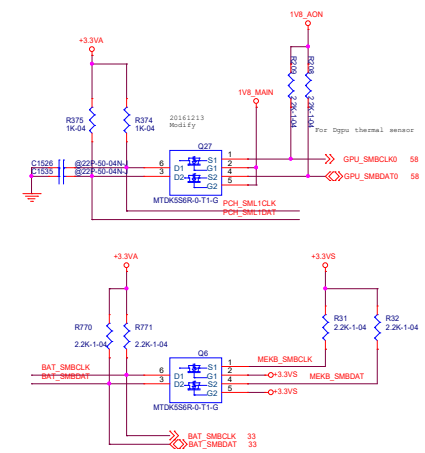 1V8_AON
+3.3VA
R209
2.2K-1-04
R208
2.2K-1-04
1V8_MAIN
R375
1K-04
R374
1K-04
20161213
Modify
For Dgpu thermal sensor
Q27
C1526 @22P-50-04N-J
C1535 @22P-50-04N-J
6
3
D1
D2
S1
G1
S2
G2
1
2
4
5
GPU_SMBCLK0 58
GPU_SMBDAT0 58
MTDK5S6R-0-T1-G
PCH_SML1CLK
PCH_SML1DAT
+3.3VA
+3.3VS
R770
2.2K-1-04
R771
2.2K-1-04
R31
2.2K-1-04
R32
2.2K-1-04
Q6
BAT_SMBCLK
BAT_SMBDAT
6
3
D1
D2
S1
G1
S2
G2
1
2
4
5
MEKB_SMBCLK
+3.3VS
MEKB_SMBDAT
+3.3VS
MTDK5S6R-0-T1-G
BAT_SMBCLK 33
BAT_SMBDAT 33